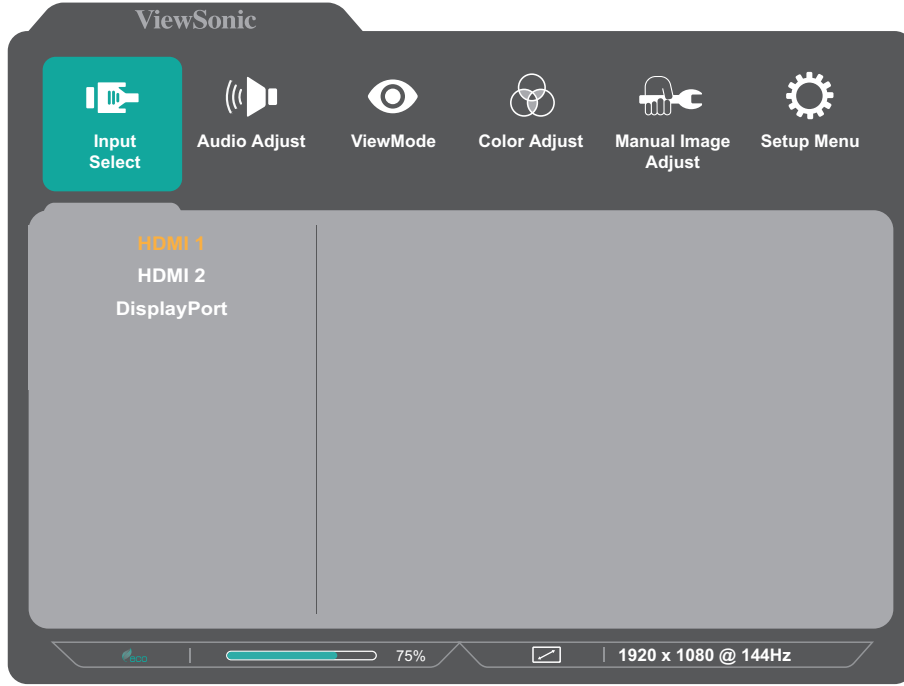 ViewSonic
Input
Select
Audio Adjust
ViewMode
Color Adjust
Manual Image
Adjust
Setup Menu
HDMI 1
HDMI 2
DisplayPort
eco
75%
1920 x 1080 @ 144Hz